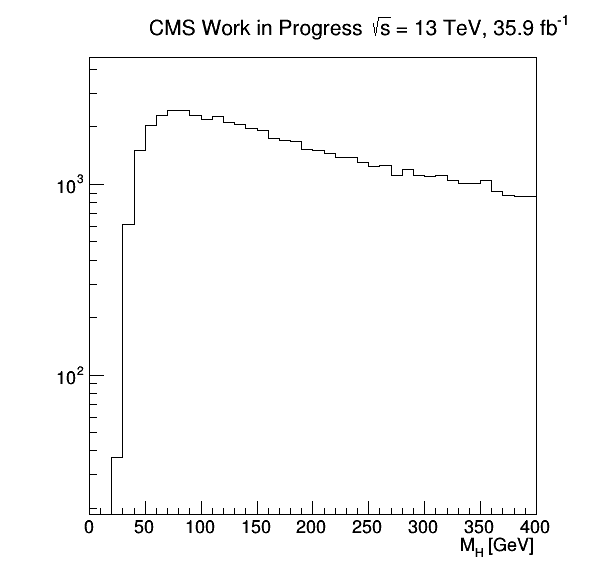 CMS Work in Progress √s = 13 TeV, 35.9 fb⁻¹
10³
10²
0 50 100 150 200 250 300 350 400
M_H [GeV]